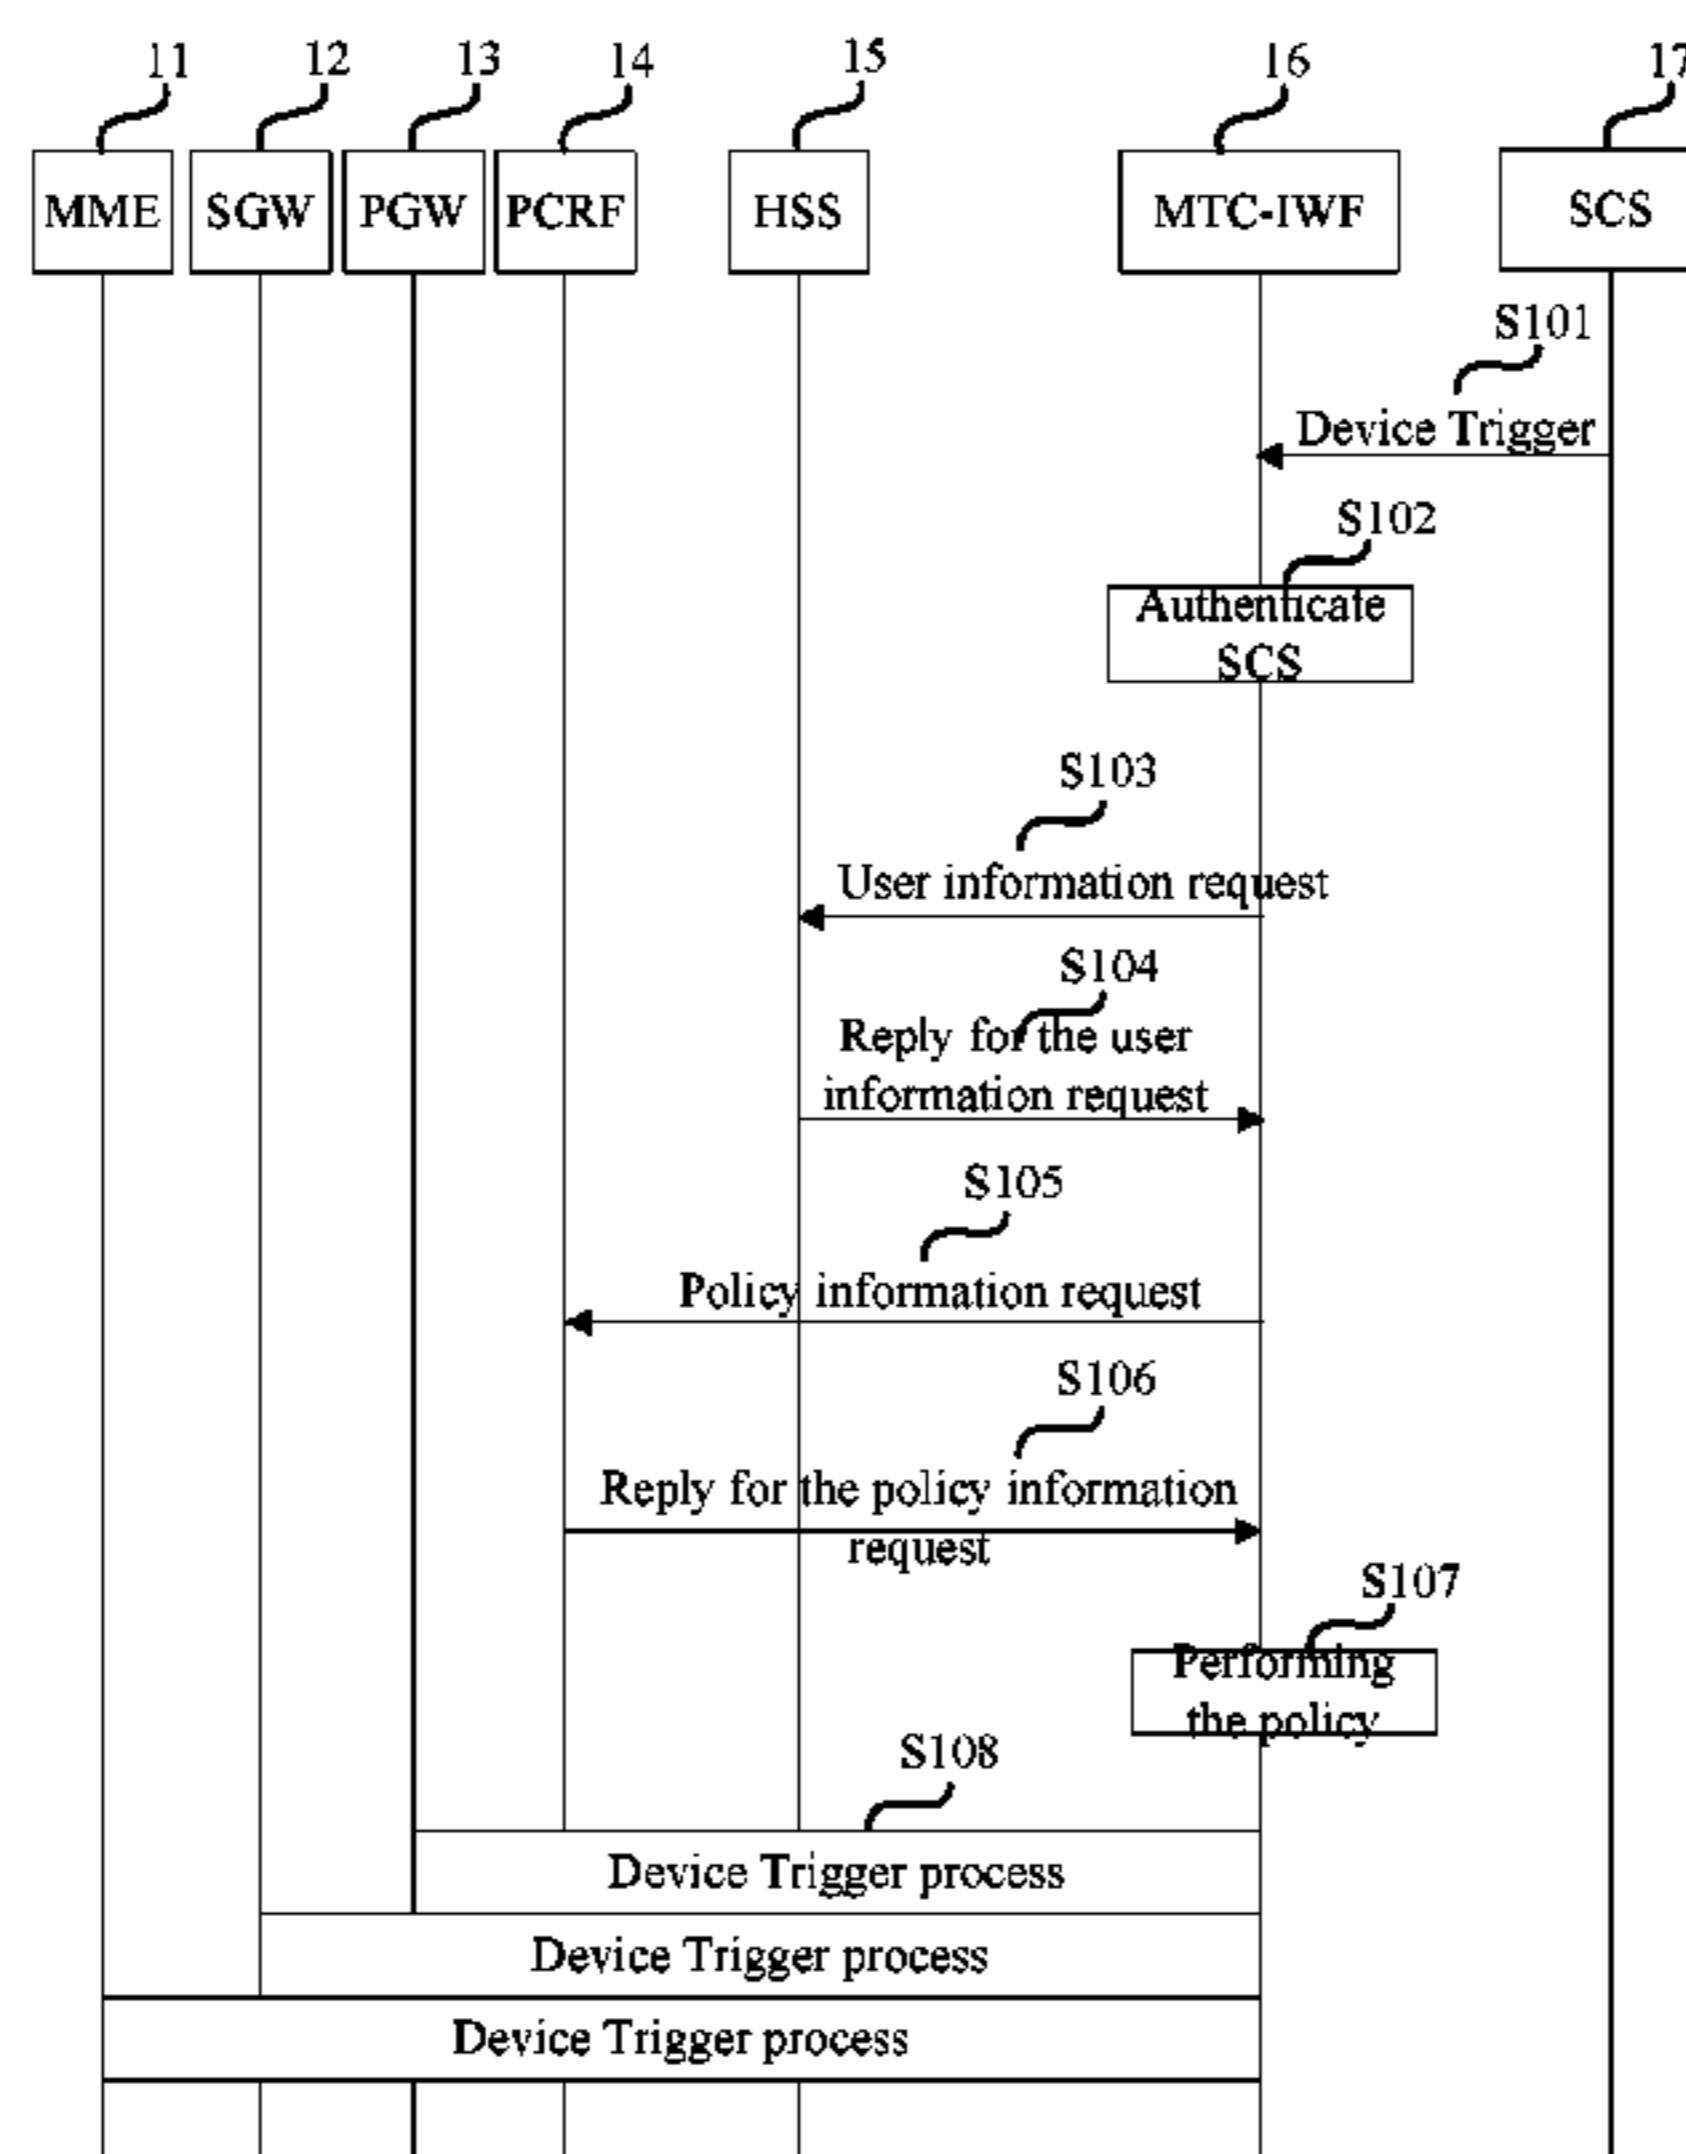 11 12 13 14 15 16 17
MME SGW PGW PCRF HSS MTC-IWF SCS
S101
Device Trigger
S102
Authenticate
SCS
S103
User information request
S104
Reply for the user
information request
S105
Policy information request
S106
Reply for the policy information
request
S107
Performing
the policy
S108
Device Trigger process
Device Trigger process
Device Trigger process